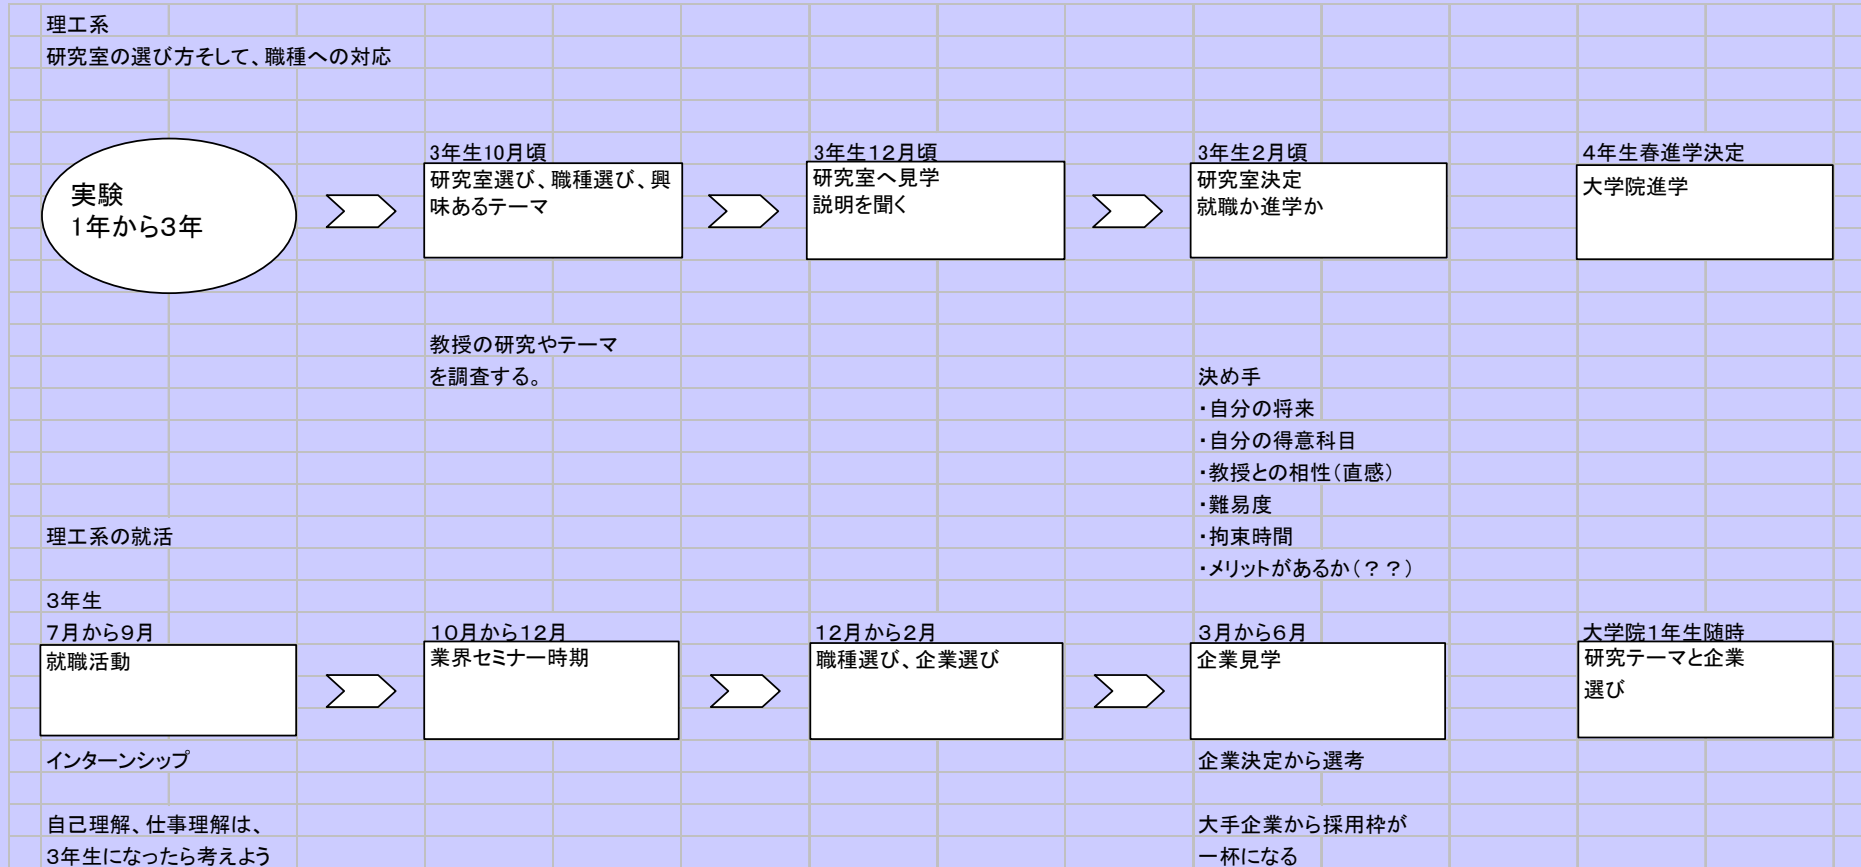 理工系
研究室の選び方そして、職種への対応
実験
1年から3年
3年生10月頃
研究室選び、職種選び、興
味あるテーマ
3年生12月頃
研究室へ見学
説明を聞く
3年生2月頃
研究室決定
就職か進学か
4年生春進学決定
大学院進学
教授の研究やテーマ
を調査する。
決め手
・自分の将来
・自分の得意科目
・教授との相性(直感)
・難易度
・拘束時間
・メリットがあるか(??)
理工系の就活
3年生
7月から9月
就職活動
インターンシップ
自己理解、仕事理解は、
3年生になったら考えよう
10月から12月
業界セミナー時期
12月から2月
職種選び、企業選び
3月から6月
企業見学
企業決定から選考
大手企業から採用枠が
一杯になる
大学院1年生随時
研究テーマと企業
選び